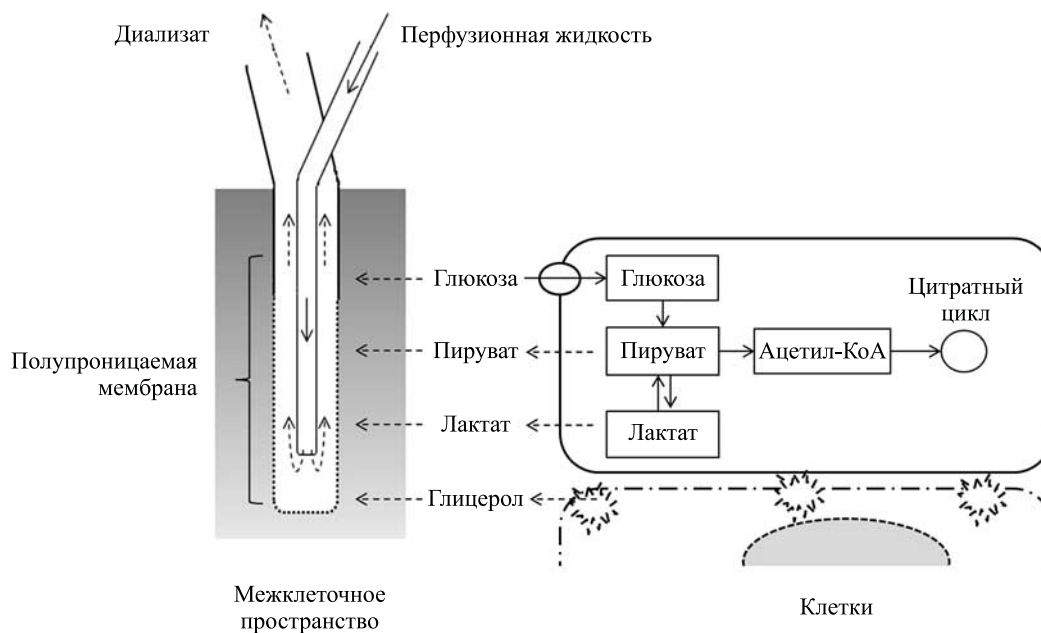 Диализат
Перфузионная жидкость
Глюкоза
Глюкоза
Цитратный
цикл
Полупроницаемая
мембрана
Пируват
Пируват
Ацетил-КоА
Лактат
Лактат
Глицерол
Межклеточное
пространство
Клетки